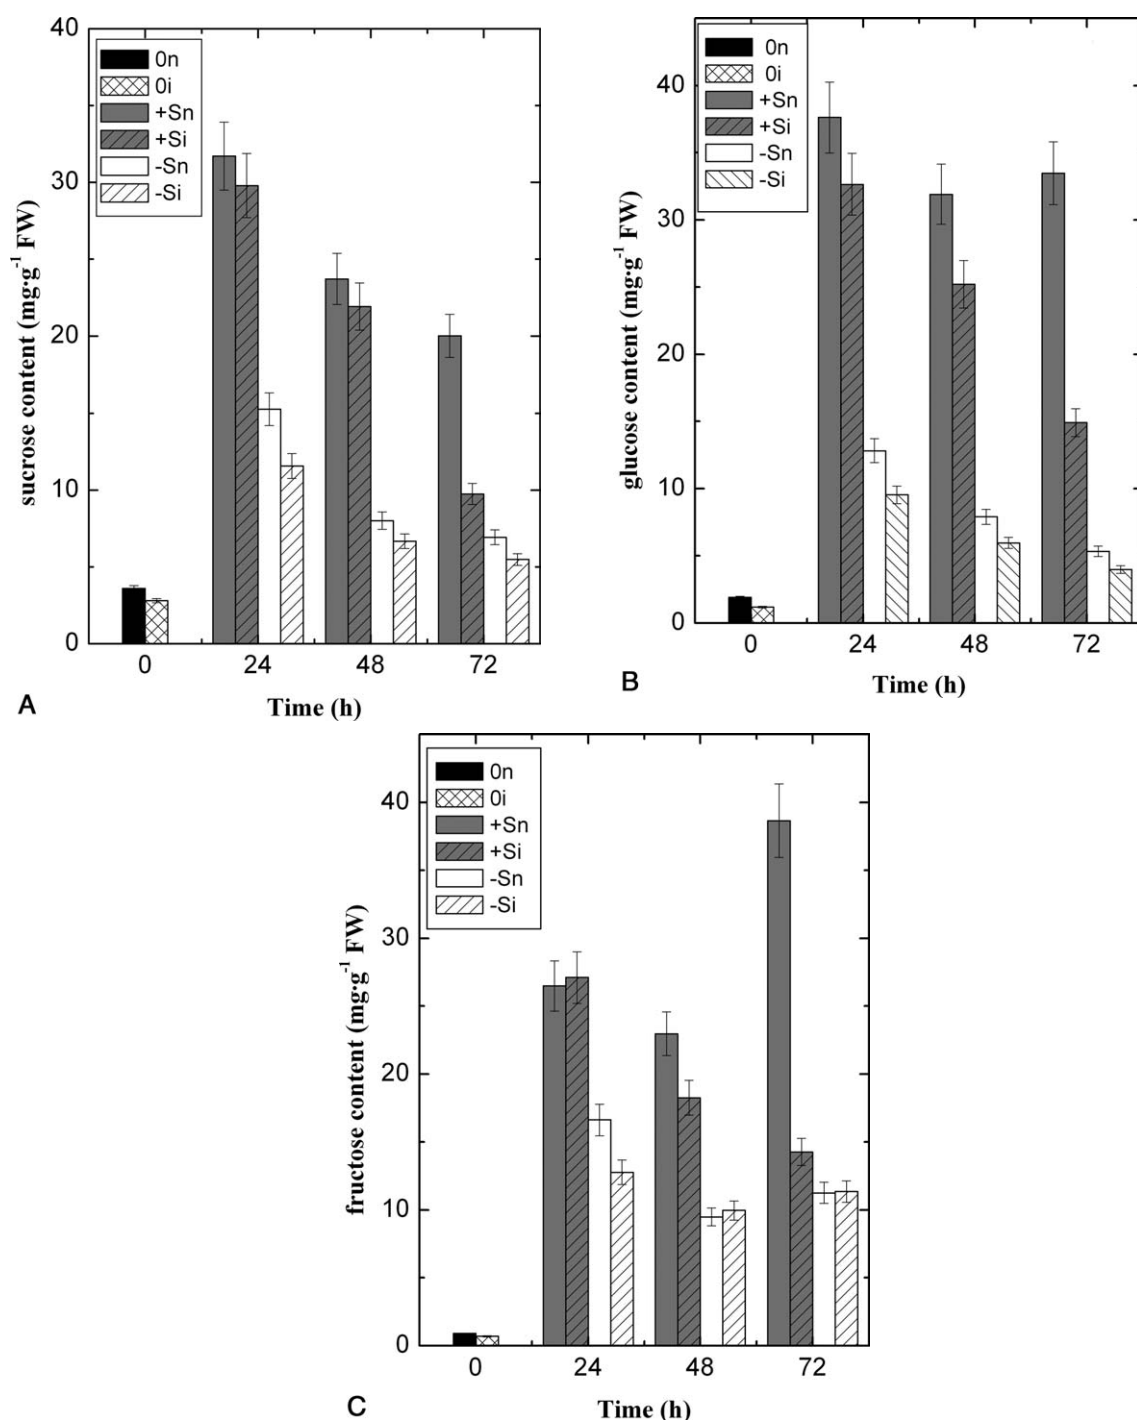 40
30
20
10
0
sucrose content (mg·g⁻¹ FW)
0n
0i
+Sn
+Si
-Sn
-Si
0 24 48 72
Time (h)
A
40
30
20
10
0
glucose content (mg·g⁻¹ FW)
0n
0i
+Sn
+Si
-Sn
-Si
0 24 48 72
Time (h)
B
40
30
20
10
0
fructose content (mg·g⁻¹ FW)
0n
0i
+Sn
+Si
-Sn
-Si
0 24 48 72
Time (h)
C